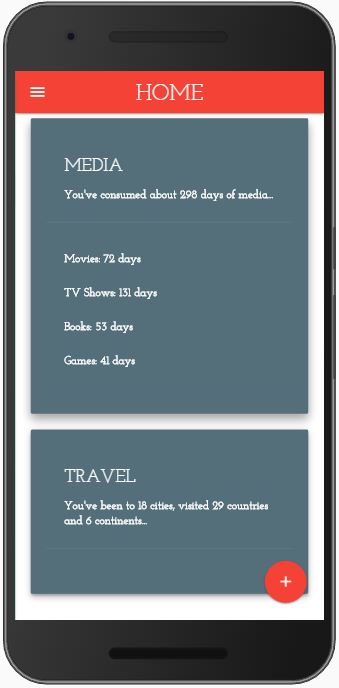 HOME
MEDIA
You've consumed about 298 days of media...
Movies: 72 days
TV Shows: 131 days
Books: 53 days
Games: 41 days
TRAVEL
You've been to 18 cities, visited 29 countries
and 6 continents...
+